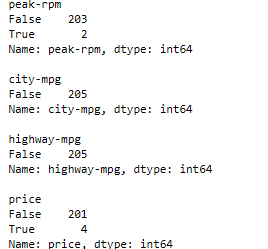 peak-rpm
False    203
True       2
Name: peak-rpm, dtype: int64

city-mpg
False    205
Name: city-mpg, dtype: int64

highway-mpg
False    205
Name: highway-mpg, dtype: int64

price
False    201
True       4
Name: price, dtype: int64